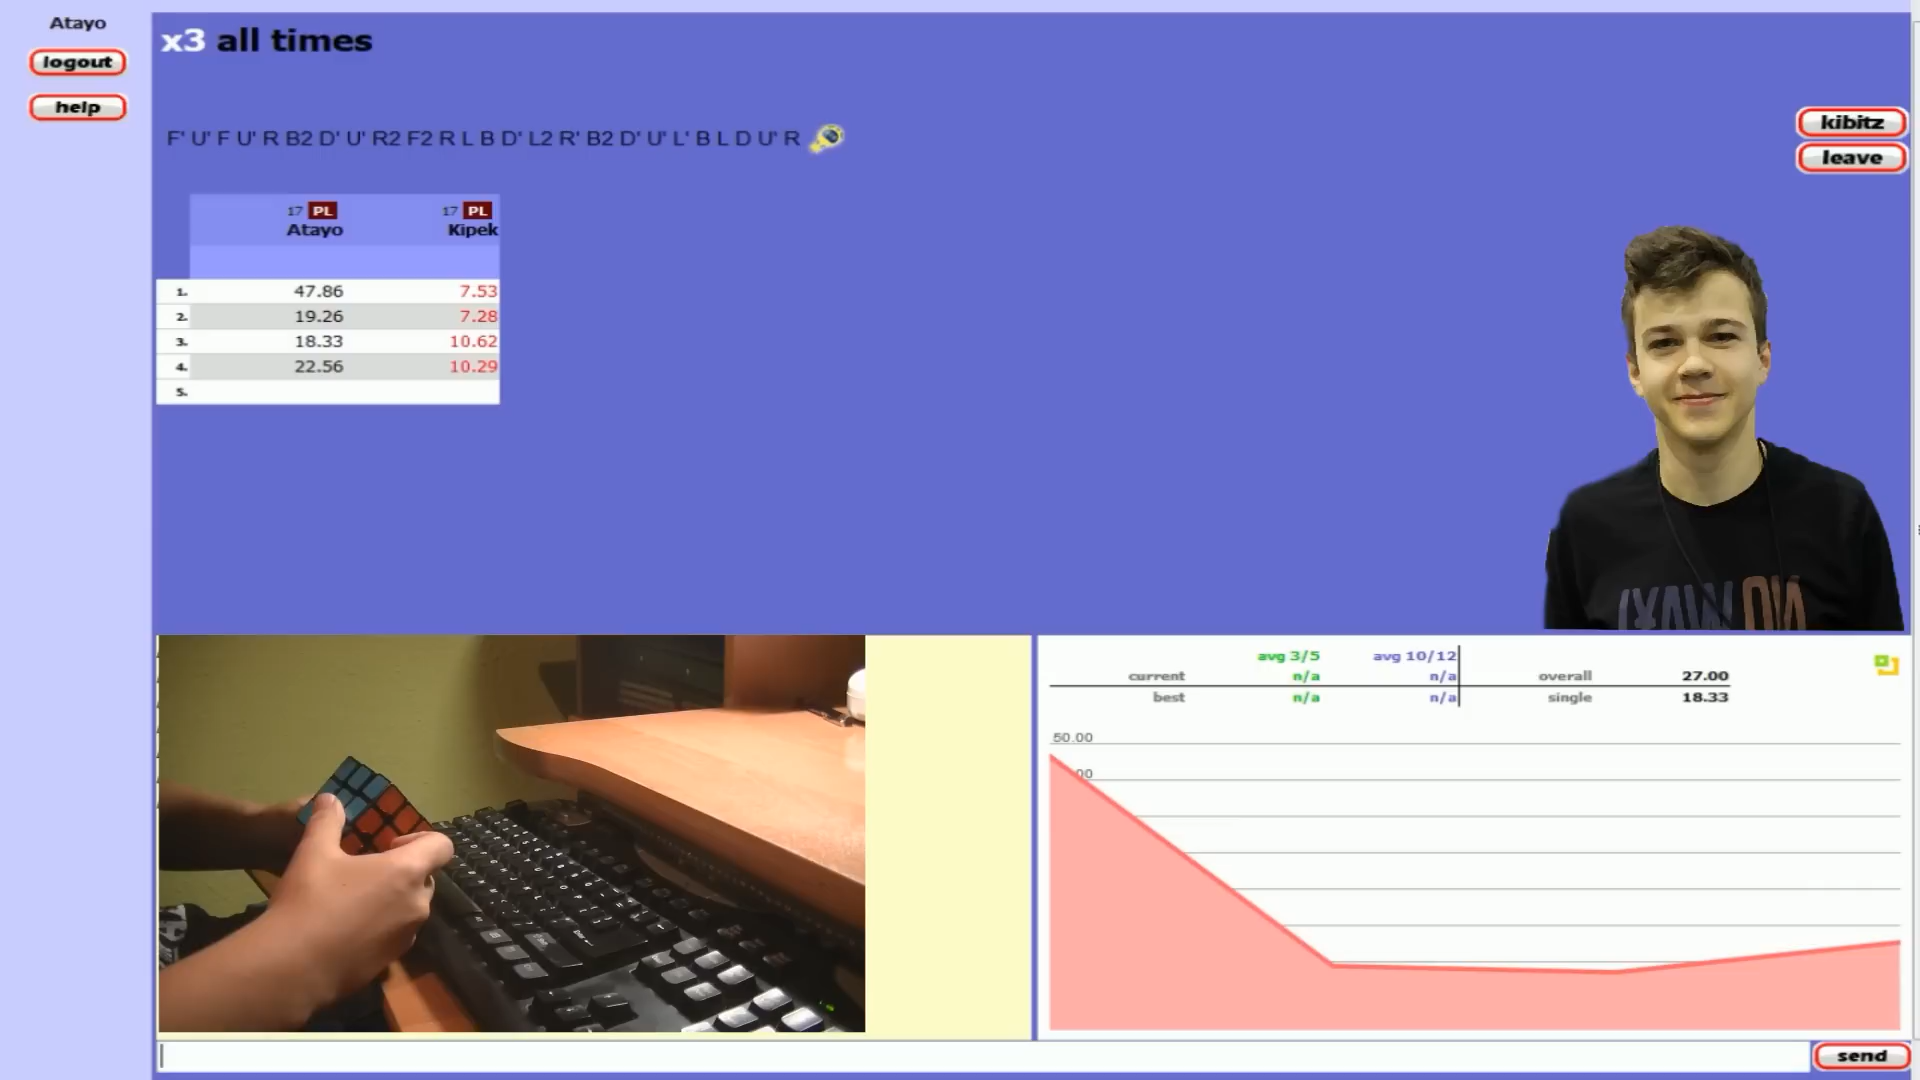 Atayo
logout
help
x3 all times
F' U' F U' R B2 D' U' R2 F2 R L B D' L2 R' B2 D' U' L' B L D U' R
kibitz
leave
17 PL 17 PL
Atayo Kipek
1. 47.86 7.53
2. 19.26 7.28
3. 18.33 10.62
4. 22.56 10.29
5.
avg 3/5 avg 10/12
current n/a n/a overall 27.00
best n/a n/a single 18.33
50.00
send